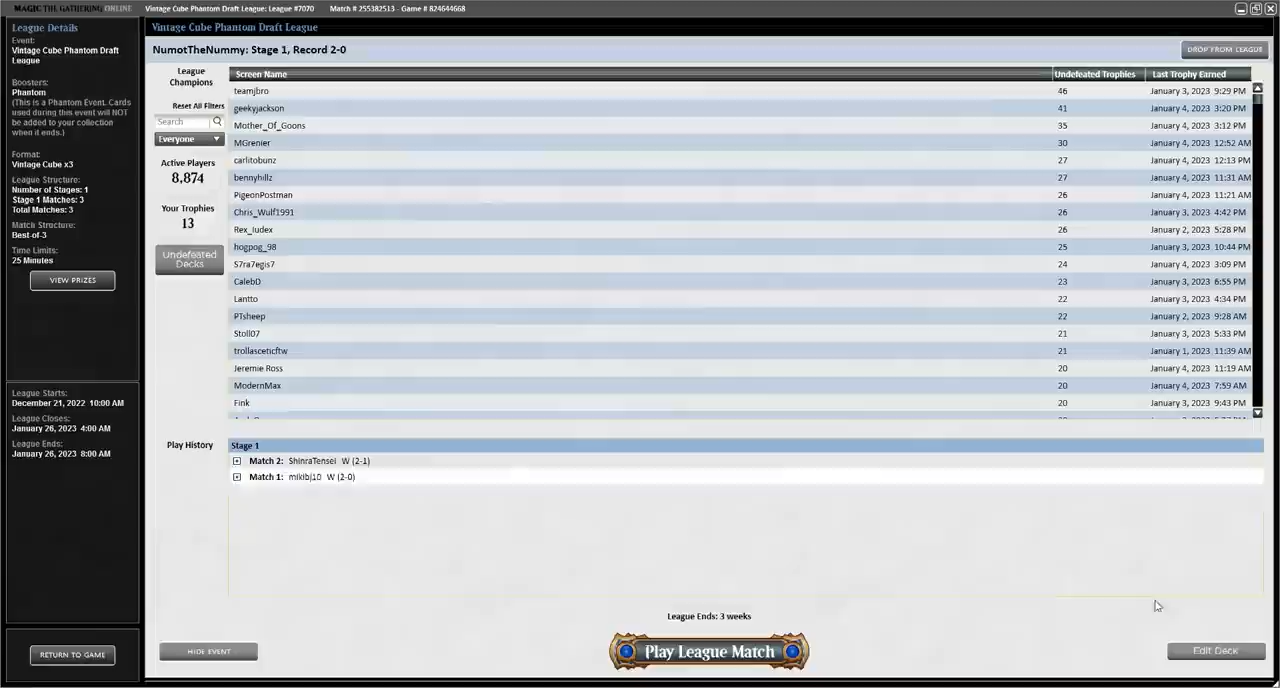 MAGIC THE GATHERING ONLINE
Vintage Cube Phantom Draft League: League #7070
Match # 255382513 - Game # 824644668
League Details
Event:
Vintage Cube Phantom Draft
League
Boosters:
Phantom
(This is a Phantom Event. Cards
used during this event will NOT
be added to your collection
when it ends.)
Format:
Vintage Cube x3
League Structure:
Number of Stages: 1
Stage 1 Matches: 3
Total Matches: 3
Match Structure:
Best-of-3
Time Limits:
25 Minutes
VIEW PRIZES
League Starts:
December 21, 2022 10:00 AM
League Closes:
January 26, 2023 4:00 AM
League Ends:
January 26, 2023 8:00 AM
RETURN TO GAME
Vintage Cube Phantom Draft League
NumotTheNummy: Stage 1, Record 2-0
DROP FROM LEAGUE
League
Champions
Reset All Filters
Search
Everyone
Active Players
8,874
Your Trophies
13
Undefeated
Decks
Screen Name Undefeated Trophies Last Trophy Earned
teamjbro 46 January 3, 2023 9:29 PM
geekyjackson 41 January 4, 2023 3:20 PM
Mother_Of_Goons 35 January 4, 2023 3:12 PM
MGrenier 30 January 4, 2023 12:52 AM
carlitobunz 27 January 4, 2023 12:13 PM
bennyhillz 27 January 4, 2023 11:31 AM
PigeonPostman 26 January 4, 2023 11:21 AM
Chris_Wulf1991 26 January 3, 2023 4:42 PM
Rex_Iudex 26 January 2, 2023 5:28 PM
hogpog_98 25 January 3, 2023 10:44 PM
S7ra7egis7 24 January 4, 2023 3:09 PM
CalebD 23 January 3, 2023 6:55 PM
Lantto 22 January 3, 2023 4:34 PM
PTsheep 22 January 2, 2023 9:28 AM
Stoll07 21 January 3, 2023 5:33 PM
trollasceticftw 21 January 1, 2023 11:39 AM
Jeremie Ross 20 January 4, 2023 11:19 AM
ModernMax 20 January 4, 2023 7:59 AM
Fink 20 January 3, 2023 9:43 PM
Play History
Stage 1
Match 2: ShinraTensei W (2-1)
Match 1: mikibj10 W (2-0)
League Ends: 3 weeks
HIDE EVENT
Play League Match
Edit Deck